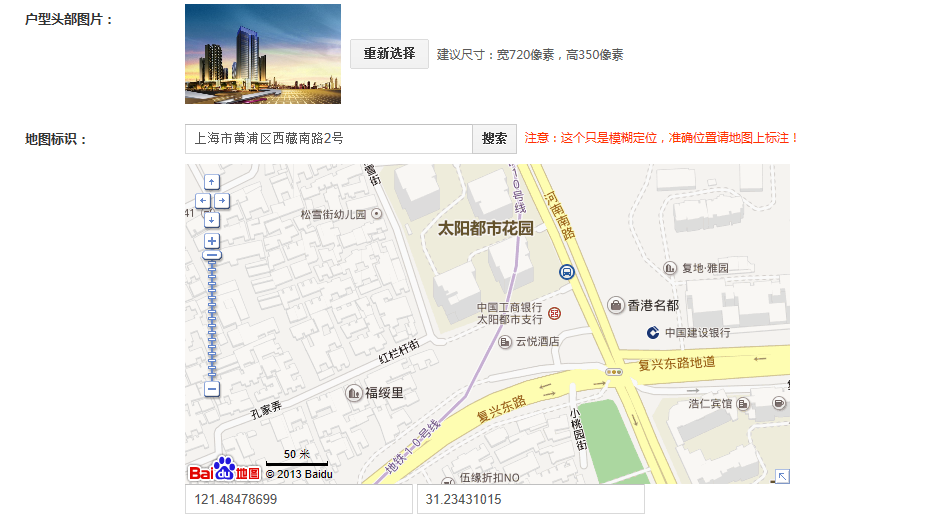 户型头部图片：
重新选择
建议尺寸：宽720像素，高350像素
地图标识：
上海市黄浦区西藏南路2号
搜索
注意：这个只是模糊定位，准确位置请地图上标注！
雪街
10号线
河南南路
41
松雪街幼儿园
太阳都市花园
复地·雅园
中国工商银行
太阳都市支行
香港名都
云悦酒店
中国建设银行
红栏杆街
复兴东路地道
福绥里
孔家弄
复兴东路
浩仁宾馆
小桃园街
地铁10号线
50 米
Bai du 地图
© 2013 Baidu
伍缘折扣NO
121.48478699
31.23431015